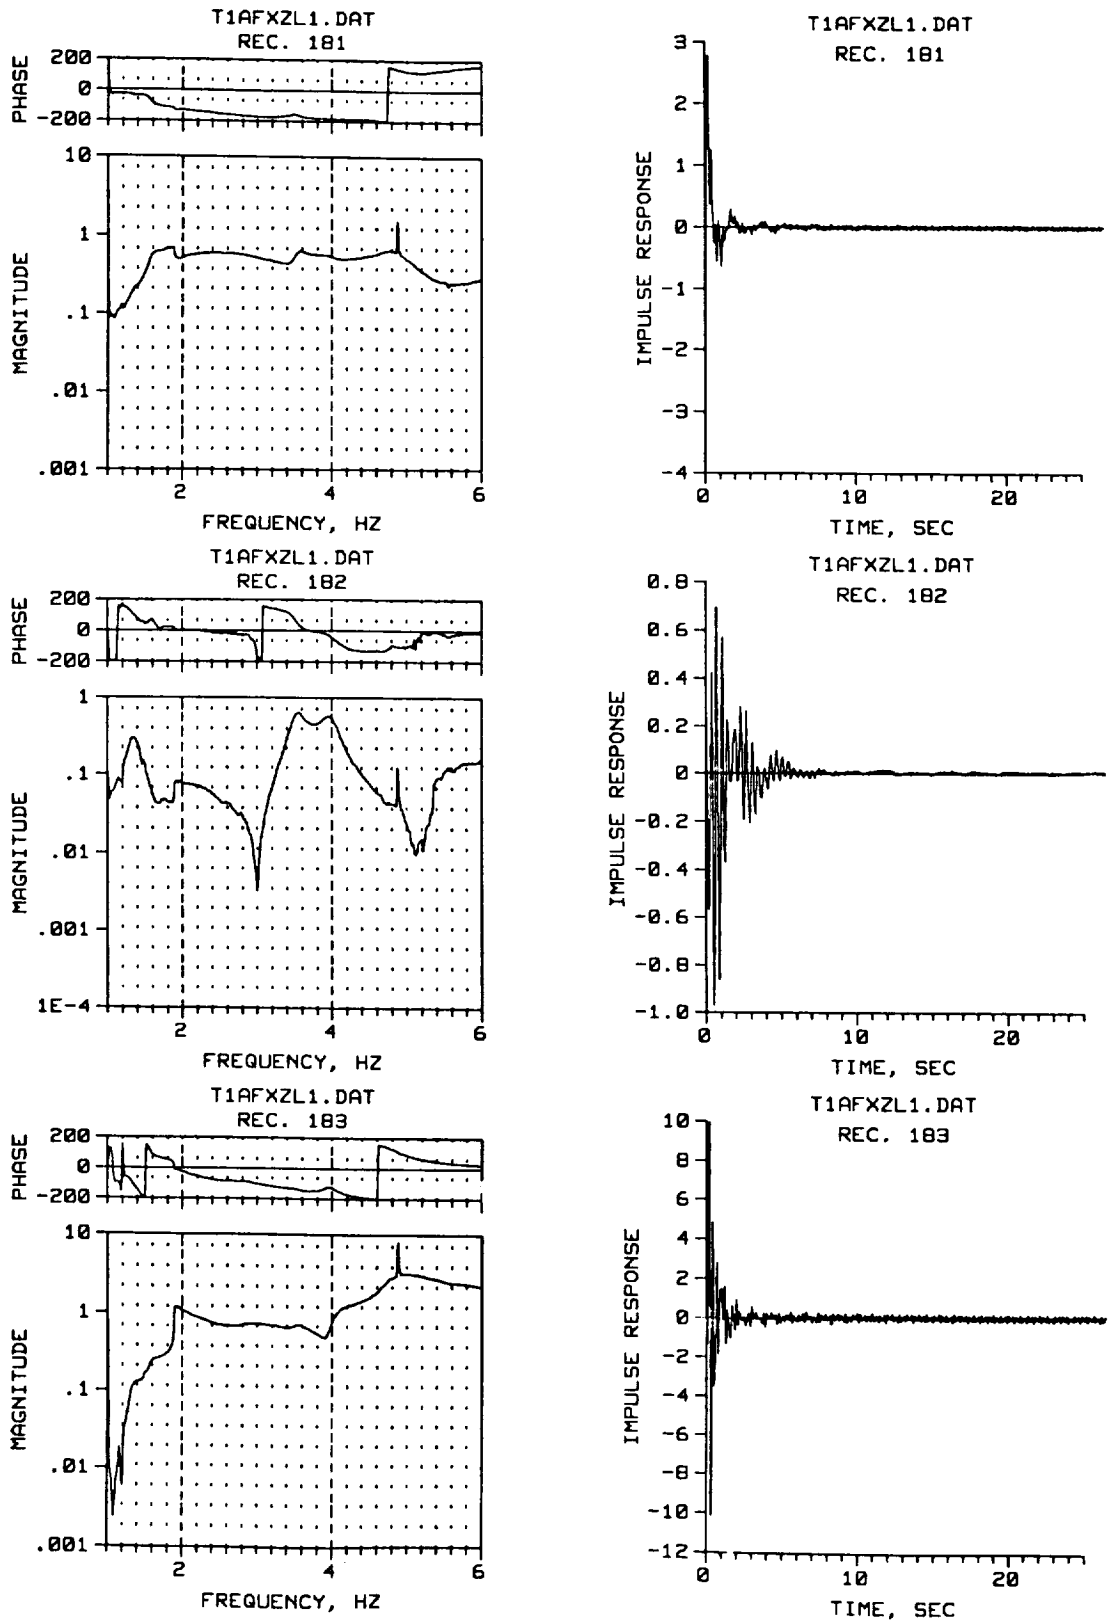 T1AFXZL1.DAT
REC. 181
PHASE
200
0
-200
MAGNITUDE
10
1
.1
.01
.001
2
4
6
FREQUENCY, HZ
T1AFXZL1.DAT
REC. 181
IMPULSE RESPONSE
3
2
1
0
-1
-2
-3
-4
0
10
20
TIME, SEC
T1AFXZL1.DAT
REC. 182
PHASE
200
0
-200
MAGNITUDE
1
.1
.01
.001
1E-4
2
4
6
FREQUENCY, HZ
T1AFXZL1.DAT
REC. 182
IMPULSE RESPONSE
0.8
0.6
0.4
0.2
0
-0.2
-0.4
-0.6
-0.8
-1.0
0
10
20
TIME, SEC
T1AFXZL1.DAT
REC. 183
PHASE
200
0
-200
MAGNITUDE
10
1
.1
.01
.001
2
4
6
FREQUENCY, HZ
T1AFXZL1.DAT
REC. 183
IMPULSE RESPONSE
10
8
6
4
2
0
-2
-4
-6
-8
-10
-12
0
10
20
TIME, SEC